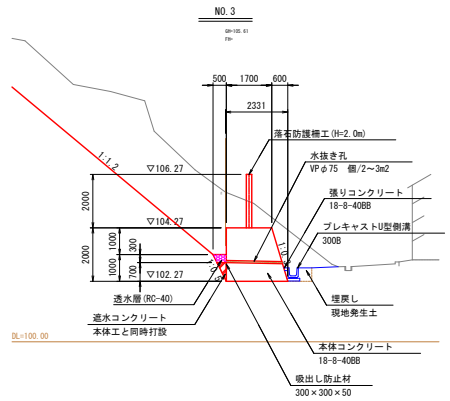 NO.3
GH=105.61
FH=
500 1700 600
2331
落石防護柵工(H=2.0m)
水抜き孔
VPφ75 個/2～3m2
1:1.2
▽106.27
張りコンクリート
18-8-40BB
2000
プレキャストU型側溝
300B
▽104.27
2000
1000
300
1000
700
▽102.27
透水層(RC-40)
埋戻し
現地発生土
遮水コンクリート
本体工と同時打設
DL=100.00
本体コンクリート
18-8-40BB
吸出し防止材
300×300×50